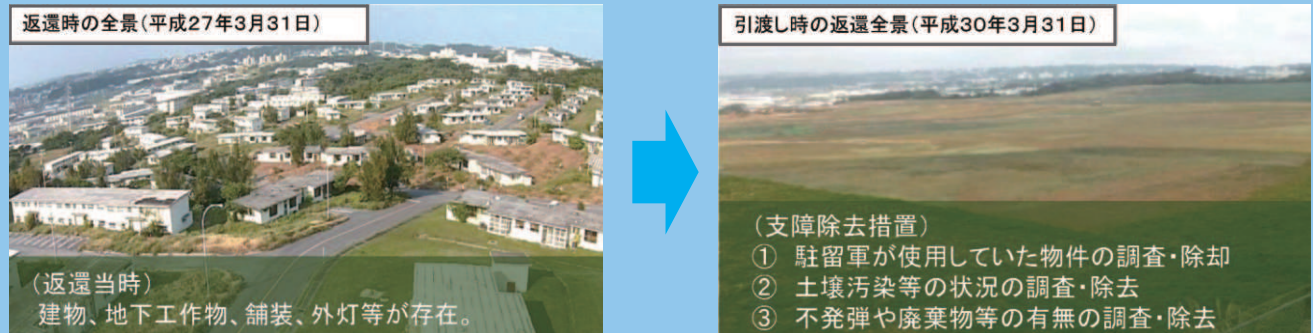 返還時の全景(平成27年3月31日)
(返還当時)
建物、地下工作物、舗装、外灯等が存在。
引渡し時の返還全景(平成30年3月31日)
(支障除去措置)
① 駐留軍が使用していた物件の調査・除却
② 土壌汚染等の状況の調査・除去
③ 不発弾や廃棄物等の有無の調査・除去